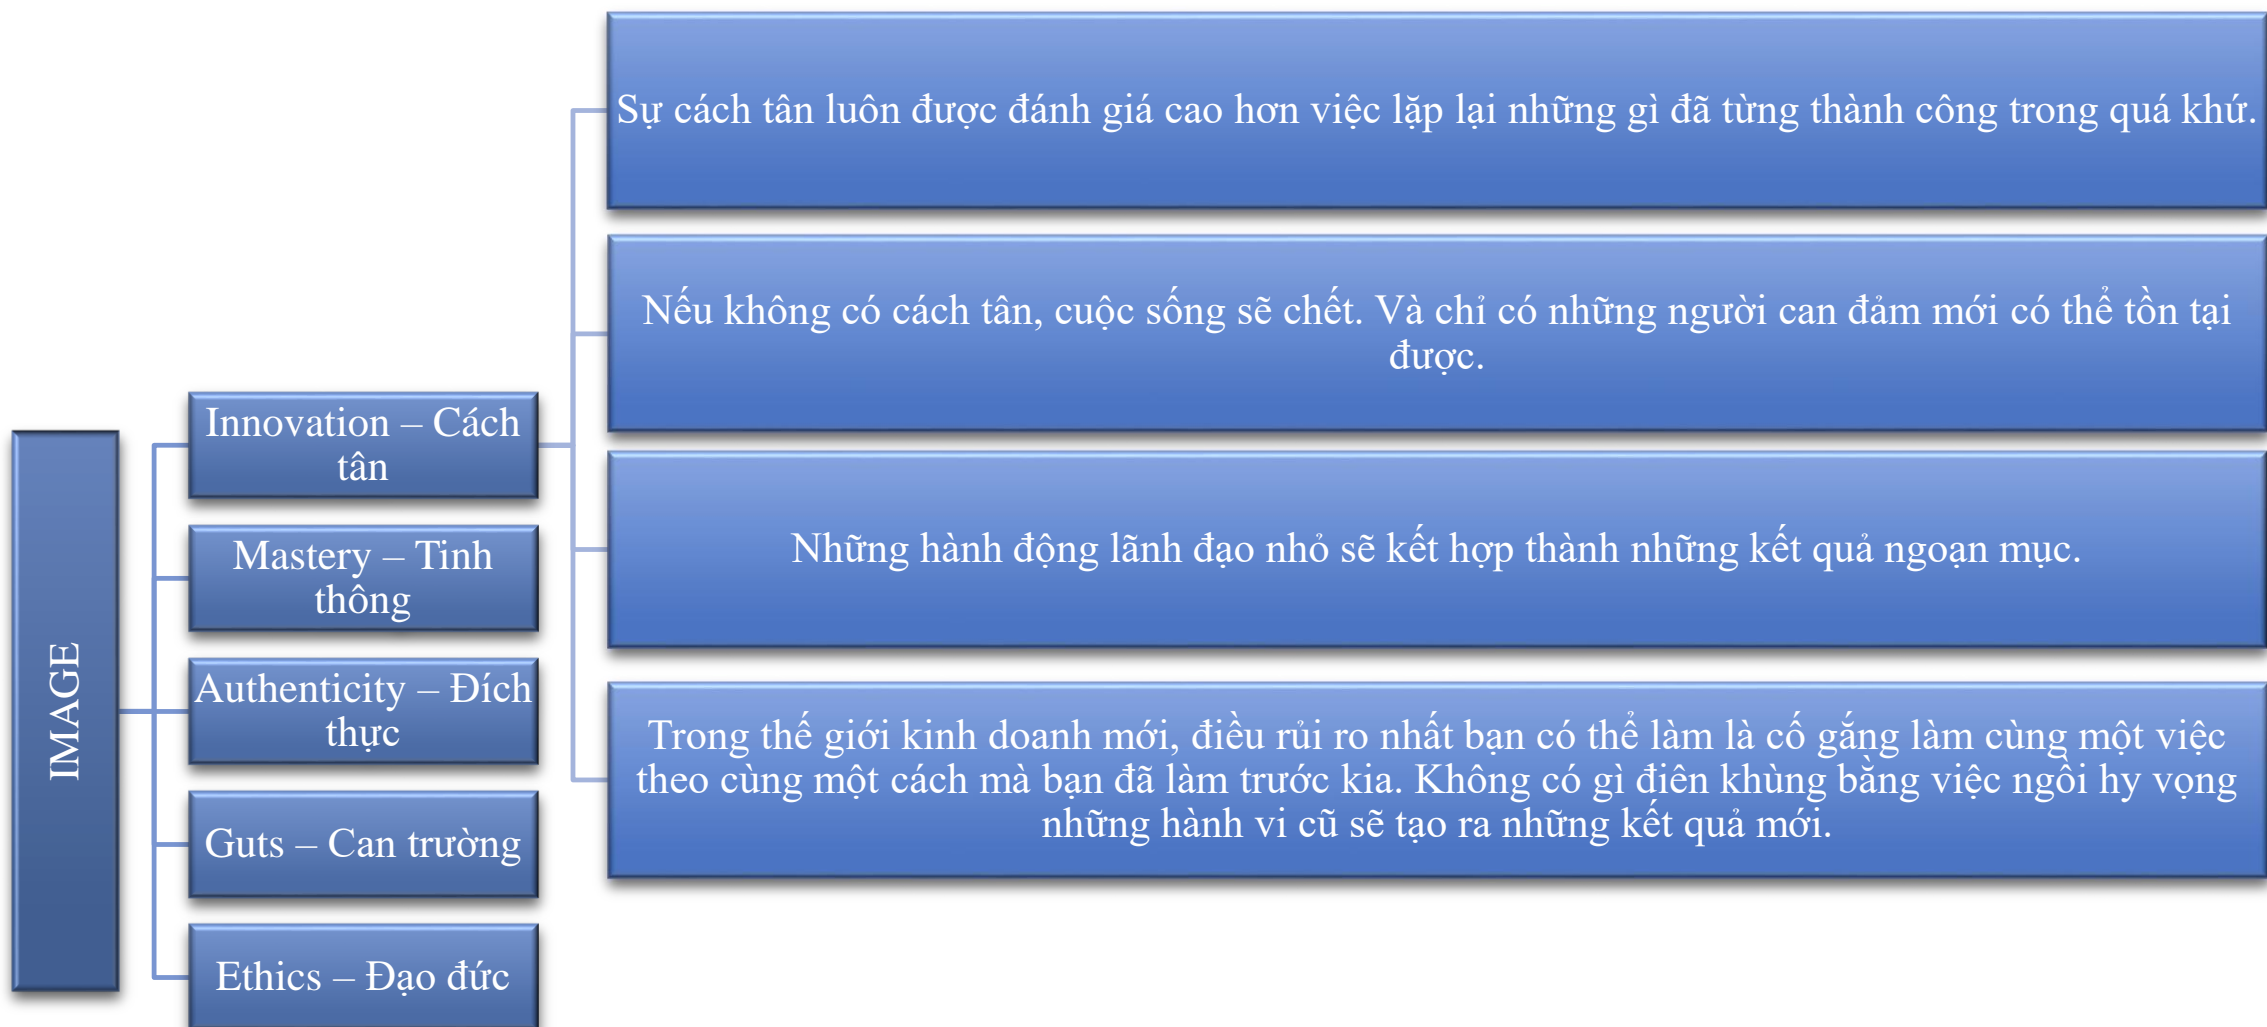 IMAGE
Innovation – Cách
tân
Sự cách tân luôn được đánh giá cao hơn việc lặp lại những gì đã từng thành công trong quá khứ.
Nếu không có cách tân, cuộc sống sẽ chết. Và chỉ có những người can đảm mới có thể tồn tại
được.
Những hành động lãnh đạo nhỏ sẽ kết hợp thành những kết quả ngoạn mục.
Trong thế giới kinh doanh mới, điều rủi ro nhất bạn có thể làm là cố gắng làm cùng một việc
theo cùng một cách mà bạn đã làm trước kia. Không có gì điên khùng bằng việc ngồi hy vọng
những hành vi cũ sẽ tạo ra những kết quả mới.
Mastery – Tinh
thông
Authenticity – Đích
thực
Guts – Can trường
Ethics – Đạo đức